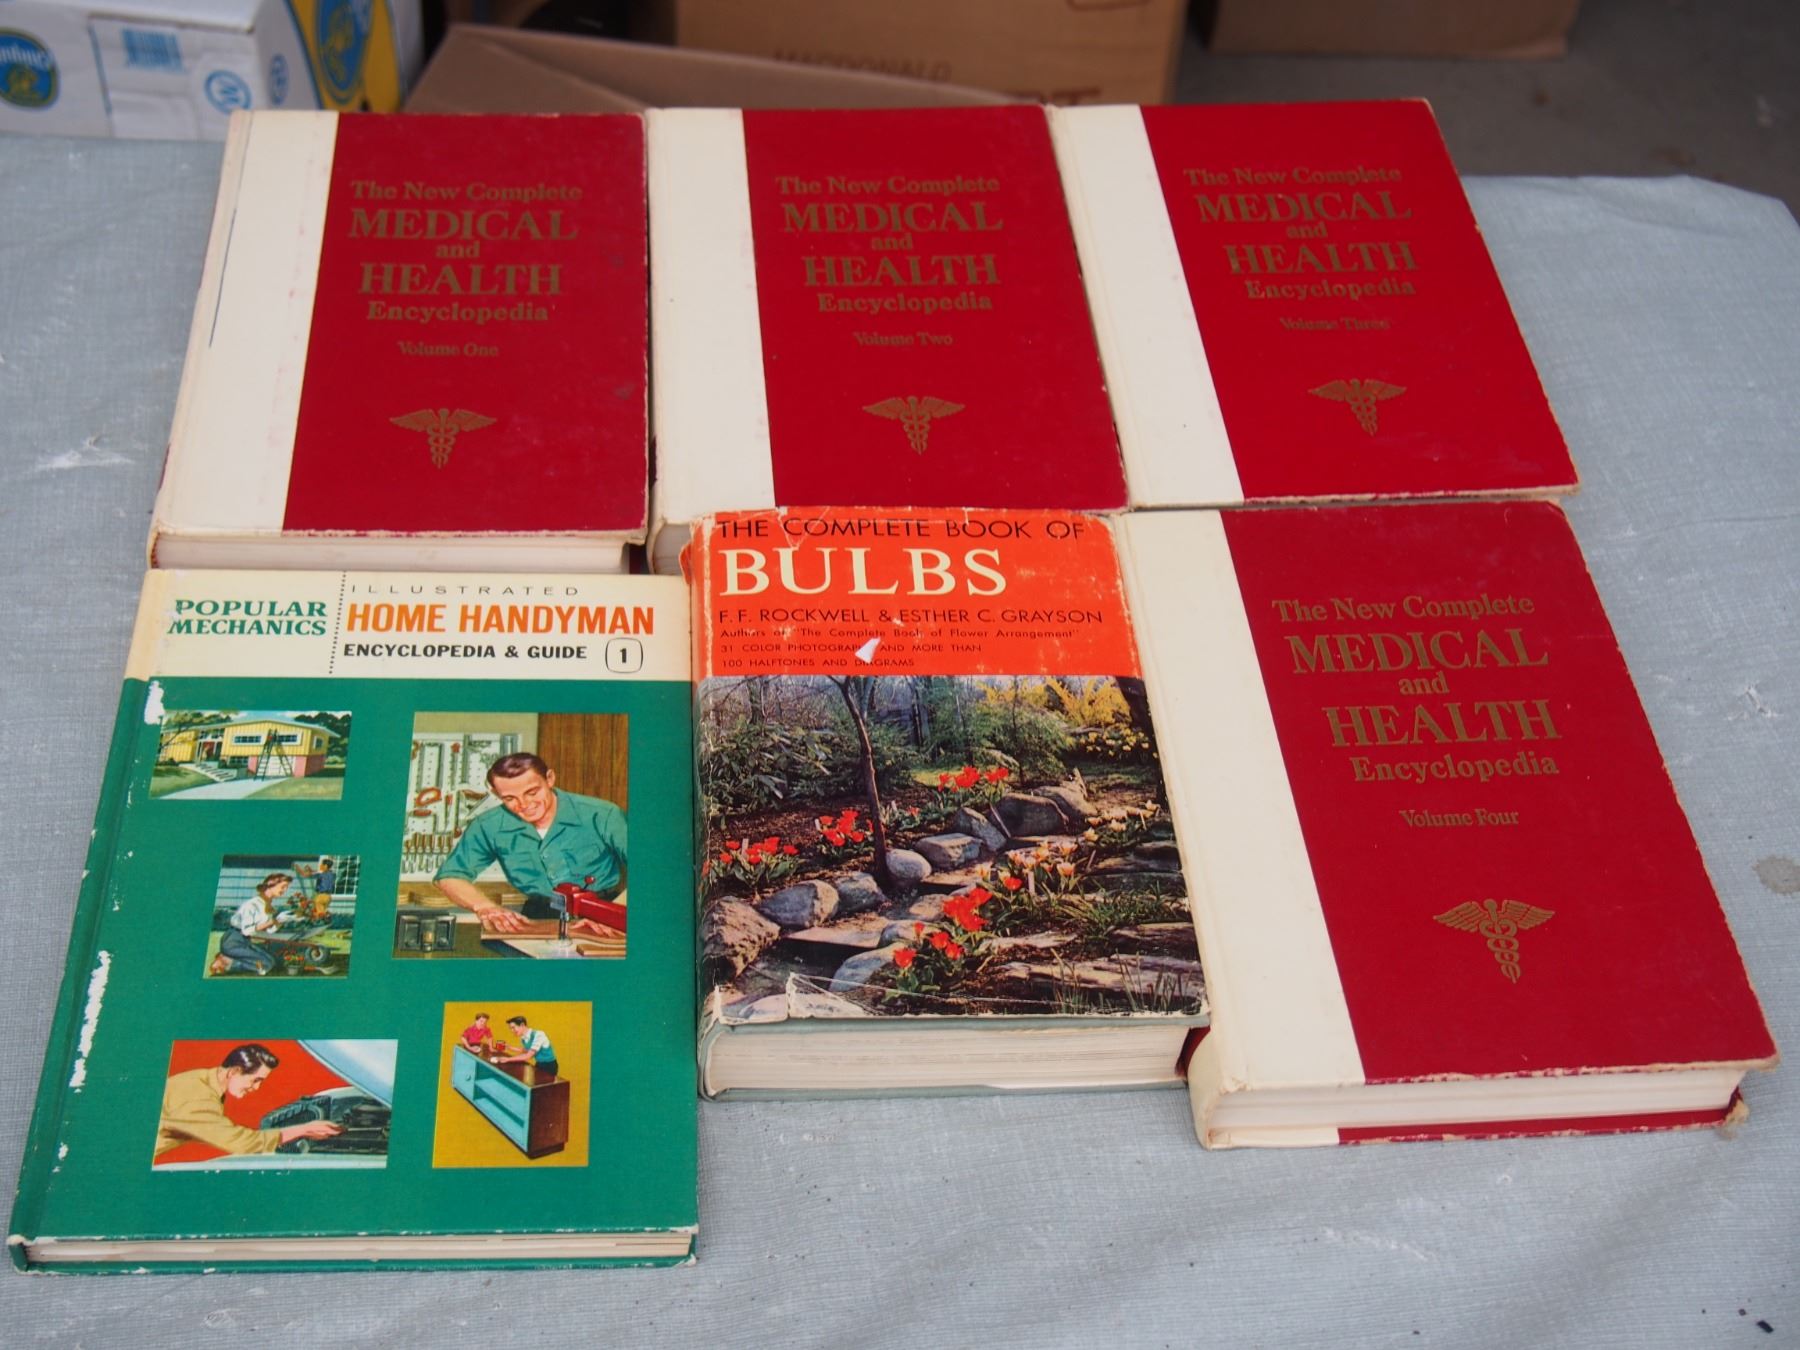 MACDONALD
The New Complete
MEDICAL
and
HEALTH
Encyclopedia
Volume One
The New Complete
MEDICAL
and
HEALTH
Encyclopedia
Volume Two
The New Complete
MEDICAL
and
HEALTH
Encyclopedia
Volume Three
POPULAR
MECHANICS
ILLUSTRATED
HOME HANDYMAN
ENCYCLOPEDIA & GUIDE 1
THE COMPLETE BOOK OF
BULBS
F. F. ROCKWELL & ESTHER C. GRAYSON
Authors of "The Complete Book of Flower Arrangement"
31 COLOR PHOTOGRAPHS AND MORE THAN
100 HALFTONES AND DIAGRAMS
The New Complete
MEDICAL
and
HEALTH
Encyclopedia
Volume Four